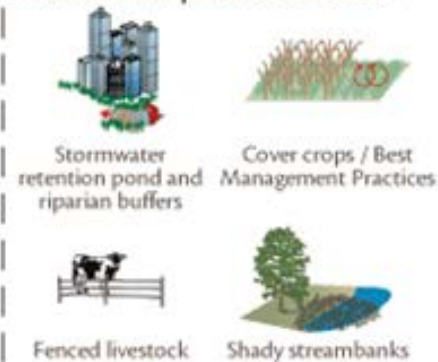 Stormwater
retention pond and
riparian buffers
Cover crops / Best
Management Practices
Fenced livestock
Shady streambanks